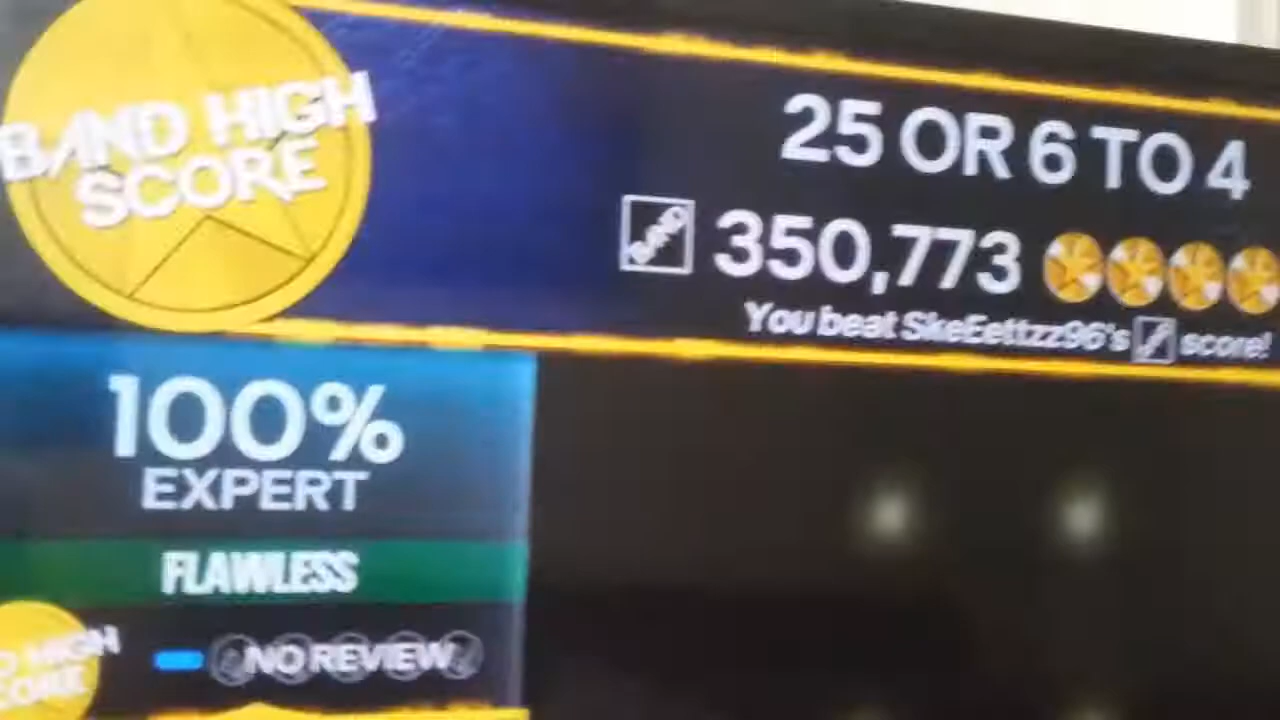 BAND HIGH
SCORE
25 OR 6 TO 4
350,773
You beat SkeEettzz96's score!
100%
EXPERT
FLAWLESS
HIGH
NO REVIEW